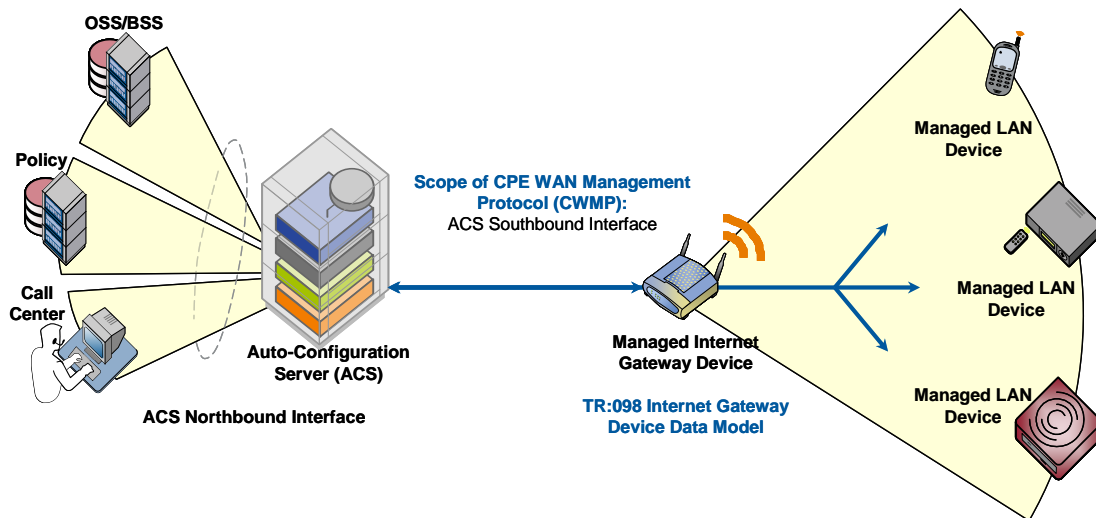 OSS/BSS
Policy
Call
Center
ACS Northbound Interface
Auto-Configuration
Server (ACS)
Scope of CPE WAN Management
Protocol (CWMP):
ACS Southbound Interface
Managed Internet
Gateway Device
TR:098 Internet Gateway
Device Data Model
Managed LAN
Device
Managed LAN
Device
Managed LAN
Device